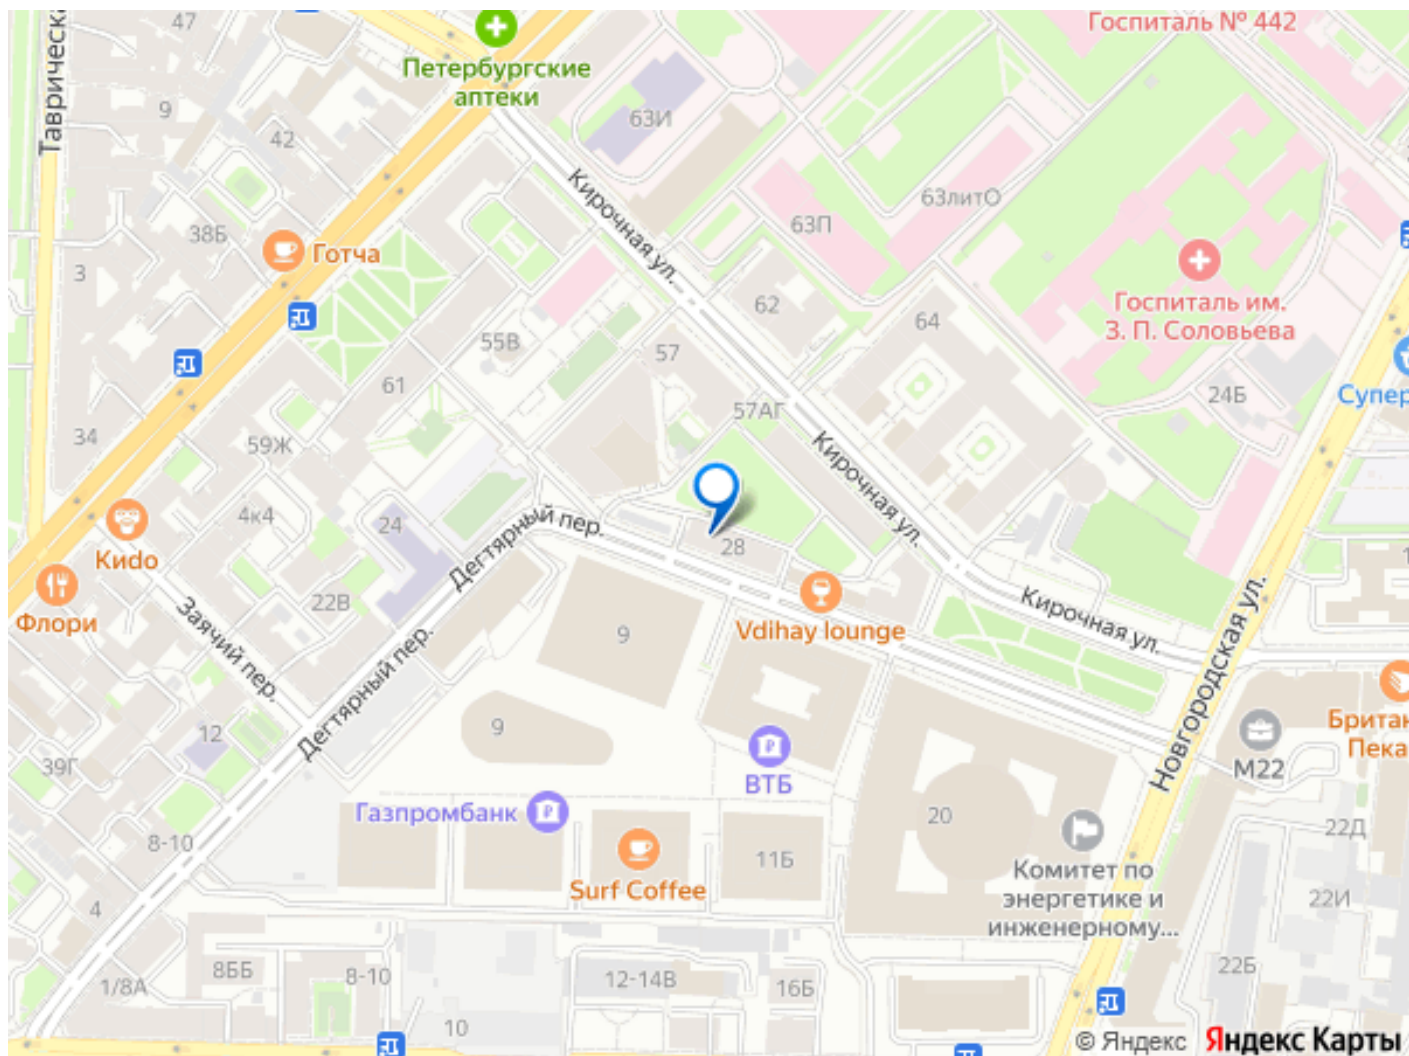 47
Госпиталь № 442
Таврическа
Петербургские
аптеки
9
63И
42
Кирочная ул.
63литО
63П
38Б
Готча
3
Госпиталь им.
З. П. Соловьева
62
64
55В
57
61
24Б
Супер
57АГ
34
59Ж
Кирочная ул.
4к4
24
Дегтярный пер.
28
Кидо
Заячий пер.
22В
Флори
Vdihay lounge
9
Кирочная ул.
Новгородская ул.
Дегтярный пер.
12
9
Британ
Пека
М22
39Г
ВТБ
Газпромбанк
20
22Д
8-10
11Б
Surf Coffee
Комитет по
энергетике и
инженерному...
22И
4
8ББ
8-10
12-14В
16Б
22Б
1/8А
10
© Яндекс Яндекс Карты